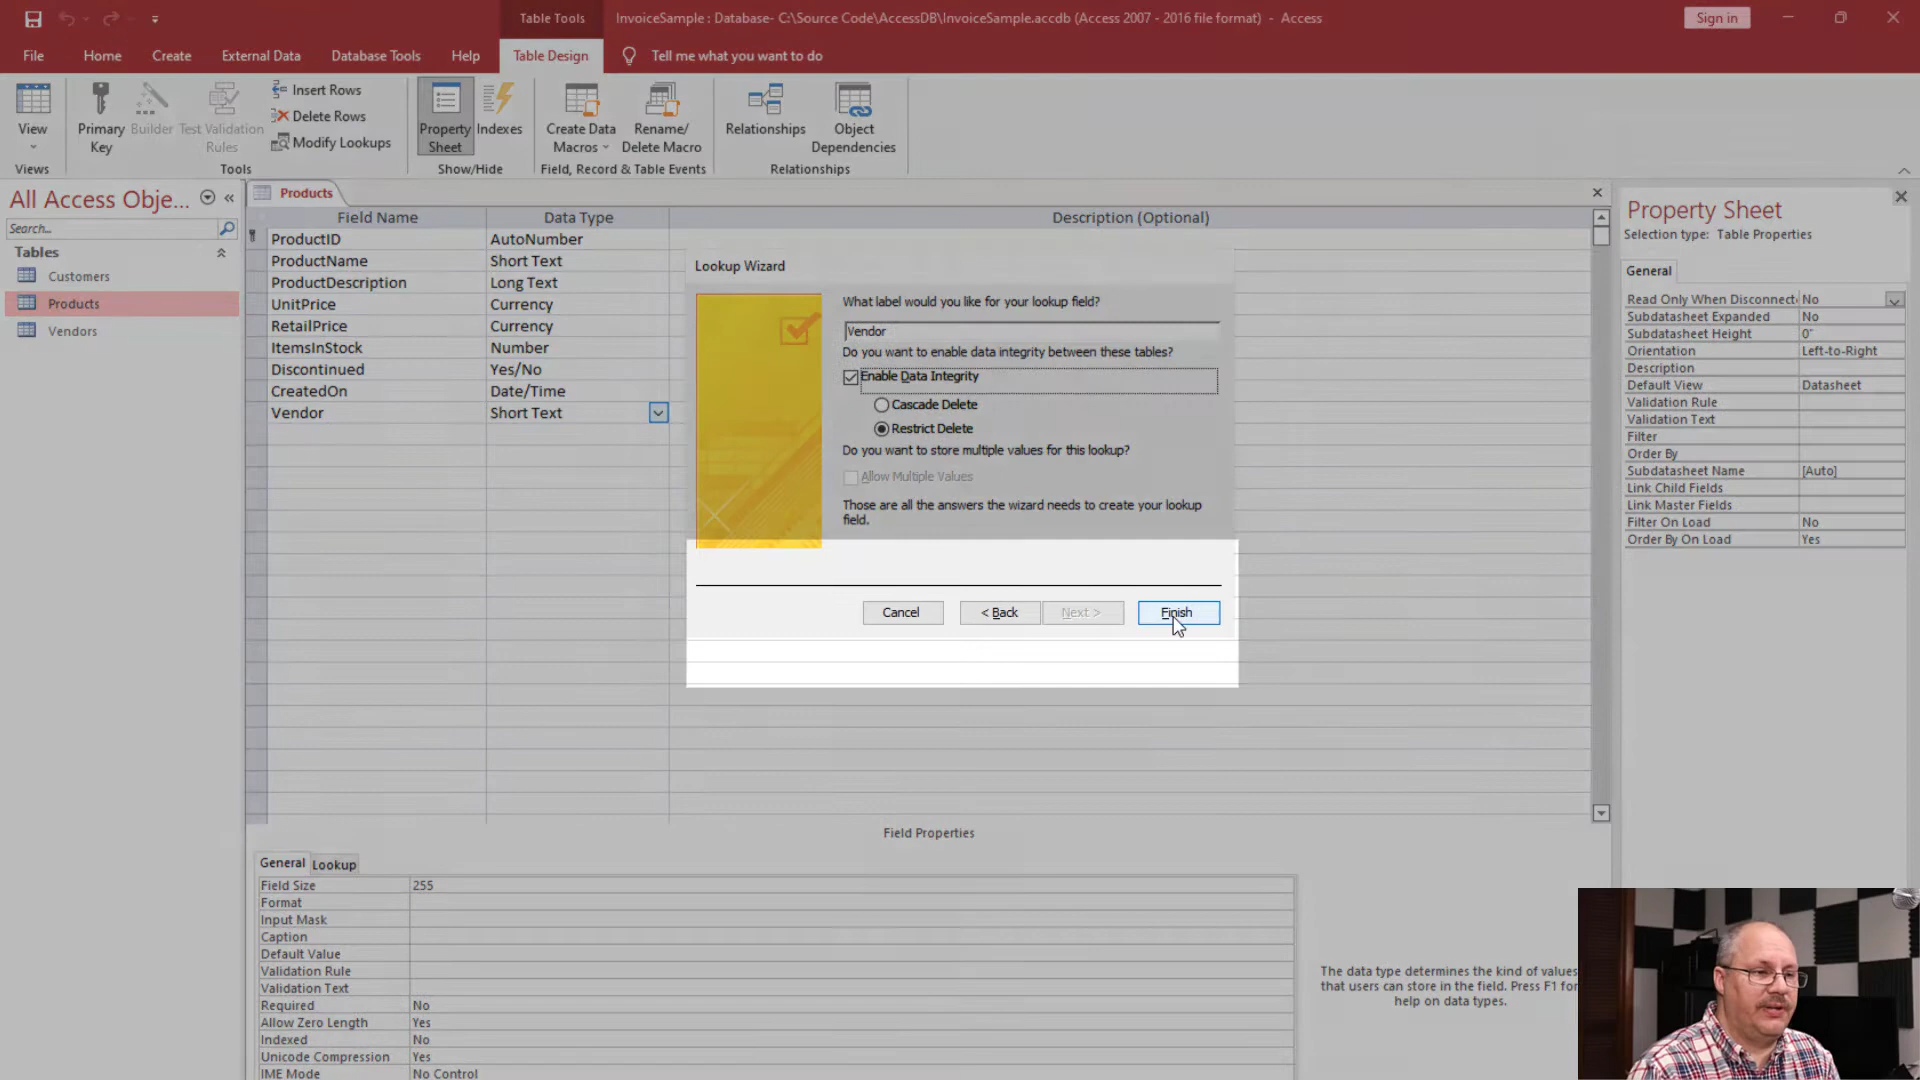 Table Tools
InvoiceSample : Database- C:\Source Code\AccessDB\InvoiceSample.accdb (Access 2007 - 2016 file format) - Access
Sign in
File
Home
Create
External Data
Database Tools
Help
Table Design
Tell me what you want to do
View
Primary Key
Builder
Test Validation Rules
Insert Rows
Delete Rows
Modify Lookups
Property Sheet
Indexes
Create Data Macros
Rename/ Delete Macro
Relationships
Object Dependencies
Views
Tools
Show/Hide
Field, Record & Table Events
Relationships
All Access Obje...
Search...
Tables
Customers
Products
Vendors
Products
Field Name Data Type Description (Optional)
ProductID AutoNumber
ProductName Short Text
ProductDescription Long Text
UnitPrice Currency
RetailPrice Currency
ItemsInStock Number
Discontinued Yes/No
CreatedOn Date/Time
Vendor Short Text
Lookup Wizard
What label would you like for your lookup field?
Vendor
Do you want to enable data integrity between these tables?
Enable Data Integrity
Cascade Delete
Restrict Delete
Do you want to store multiple values for this lookup?
Allow Multiple Values
Those are all the answers the wizard needs to create your lookup
field.
Cancel
< Back
Next >
Finish
Property Sheet
Selection type: Table Properties
General
Read Only When Disconnect No
Subdatasheet Expanded No
Subdatasheet Height 0"
Orientation Left-to-Right
Description
Default View Datasheet
Validation Rule
Validation Text
Filter
Order By
Subdatasheet Name [Auto]
Link Child Fields
Link Master Fields
Filter On Load No
Order By On Load Yes
Field Properties
General
Lookup
Field Size 255
Format
Input Mask
Caption
Default Value
Validation Rule
Validation Text
Required No
Allow Zero Length Yes
Indexed No
Unicode Compression Yes
IME Mode No Control
The data type determines the kind of values
that users can store in the field. Press F1 for
help on data types.